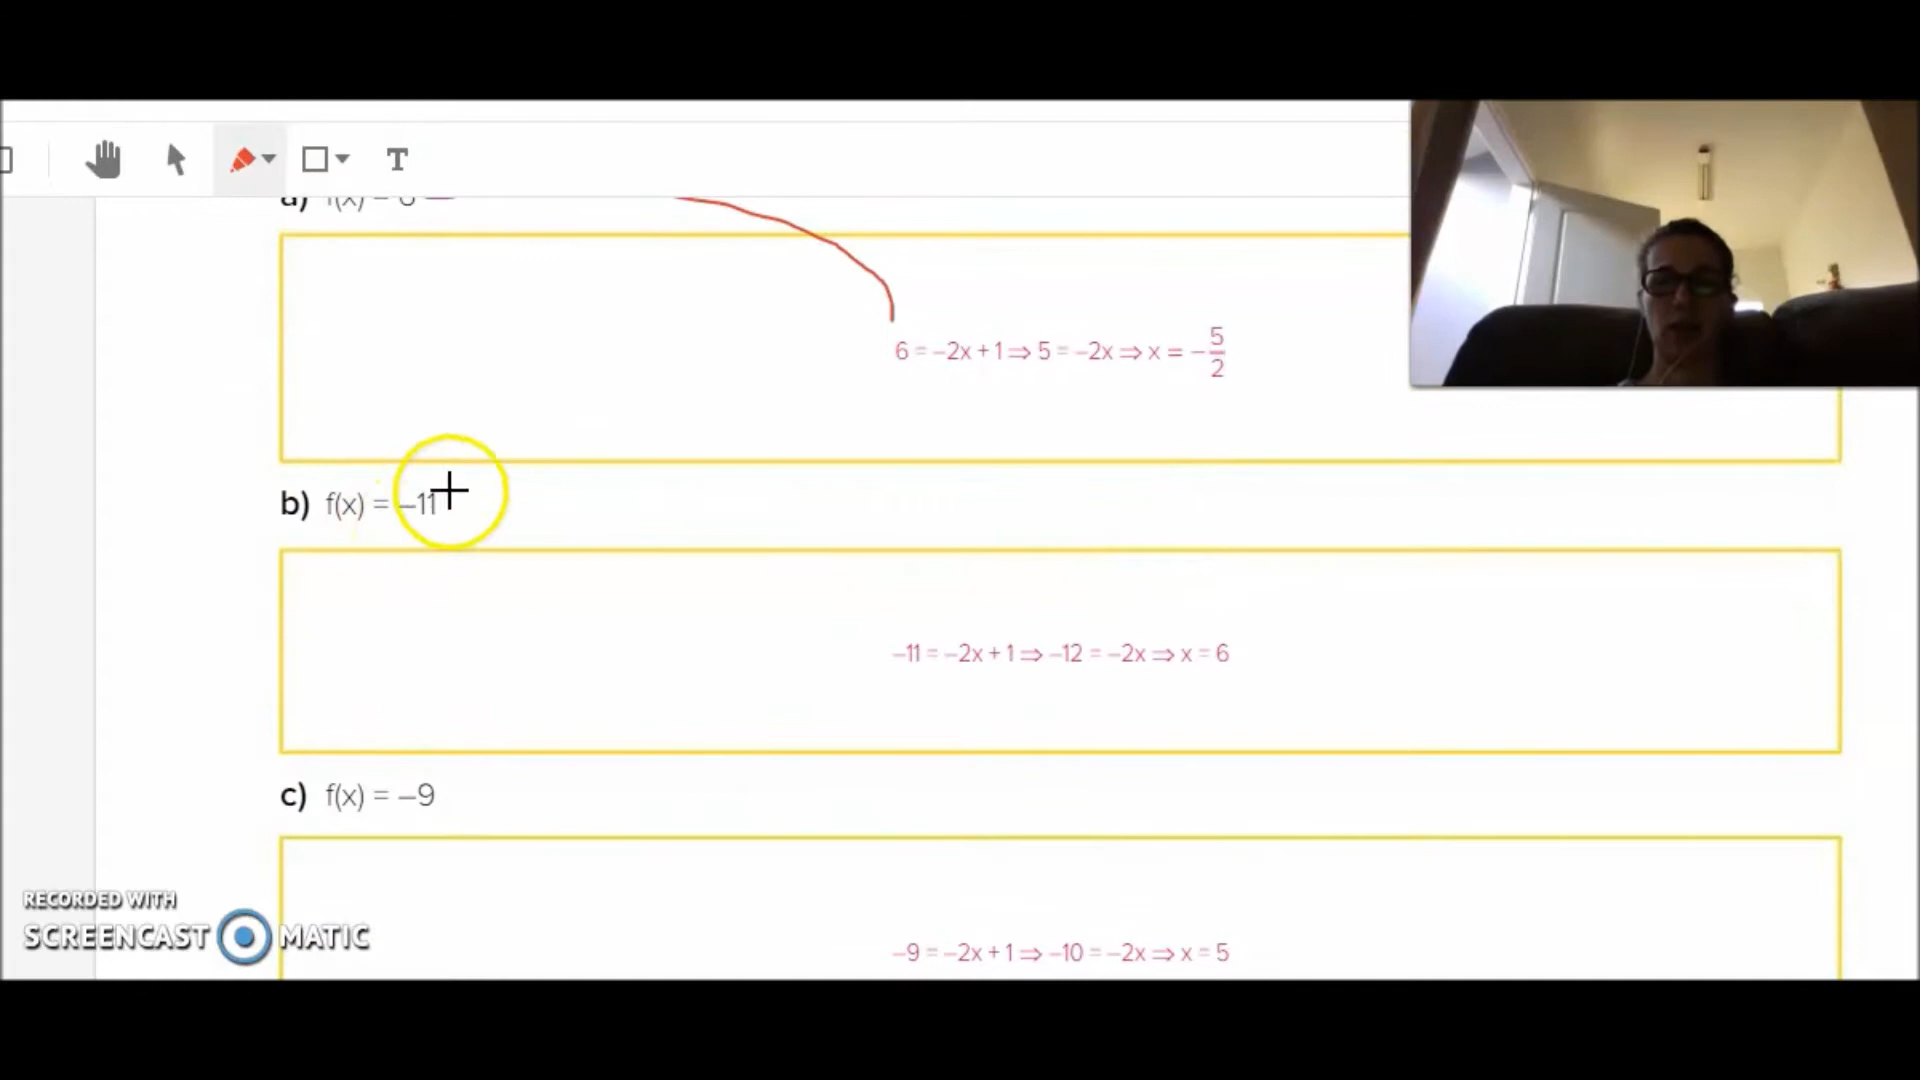 T
a) f(x) = 6
6 = –2x + 1 ⇒ 5 = –2x ⇒ x = –5/2
b) f(x) = –11
–11 = –2x + 1 ⇒ –12 = –2x ⇒ x = 6
c) f(x) = –9
–9 = –2x + 1 ⇒ –10 = –2x ⇒ x = 5
RECORDED WITH
SCREENCAST MATIC